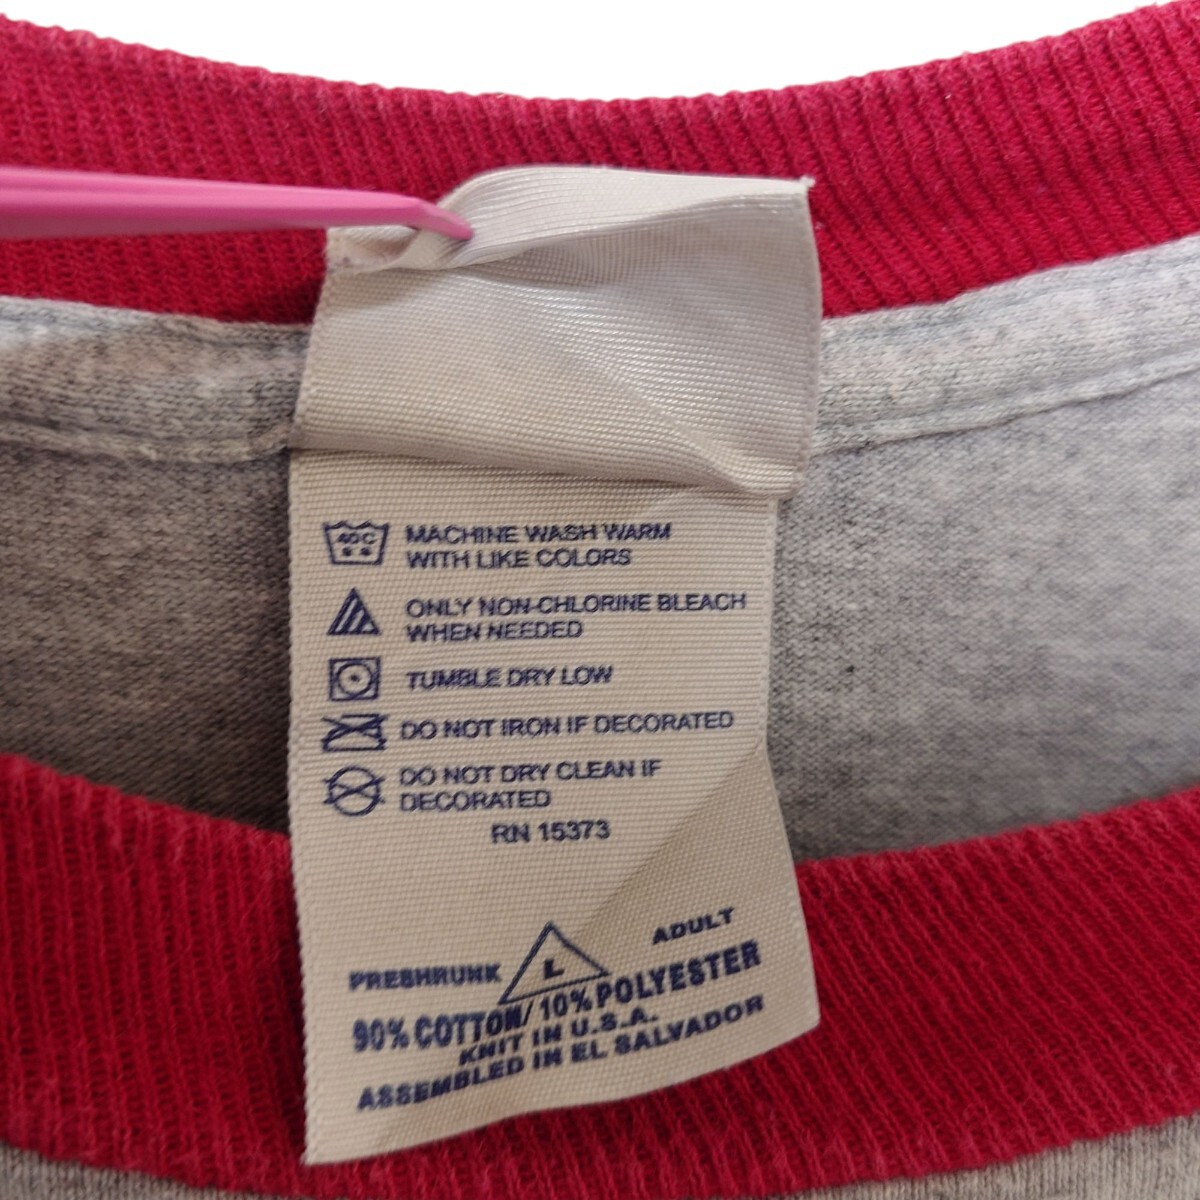 40C
MACHINE WASH WARM
WITH LIKE COLORS
ONLY NON-CHLORINE BLEACH
WHEN NEEDED
TUMBLE DRY LOW
DO NOT IRON IF DECORATED
DO NOT DRY CLEAN IF
DECORATED
RN 15373
PRESHRUNK L ADULT
90% COTTON/10% POLYESTER
KNIT IN U.S.A.
ASSEMBLED IN EL SALVADOR